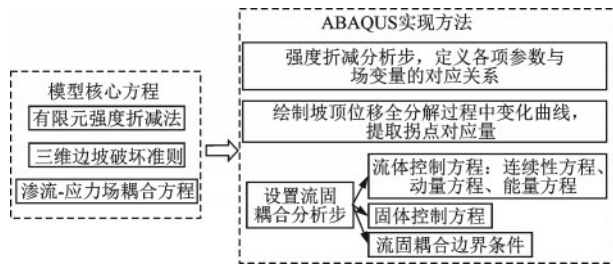 模型核心方程
有限元强度折减法
三维边坡破坏准则
渗流-应力场耦合方程
ABAQUS实现方法
强度折减分析步，定义各项参数与
场变量的对应关系
绘制坡顶位移全分解过程中变化曲线，
提取拐点对应量
设置流固
耦合分析步
流体控制方程：连续性方程、
动量方程、能量方程
固体控制方程
流固耦合边界条件